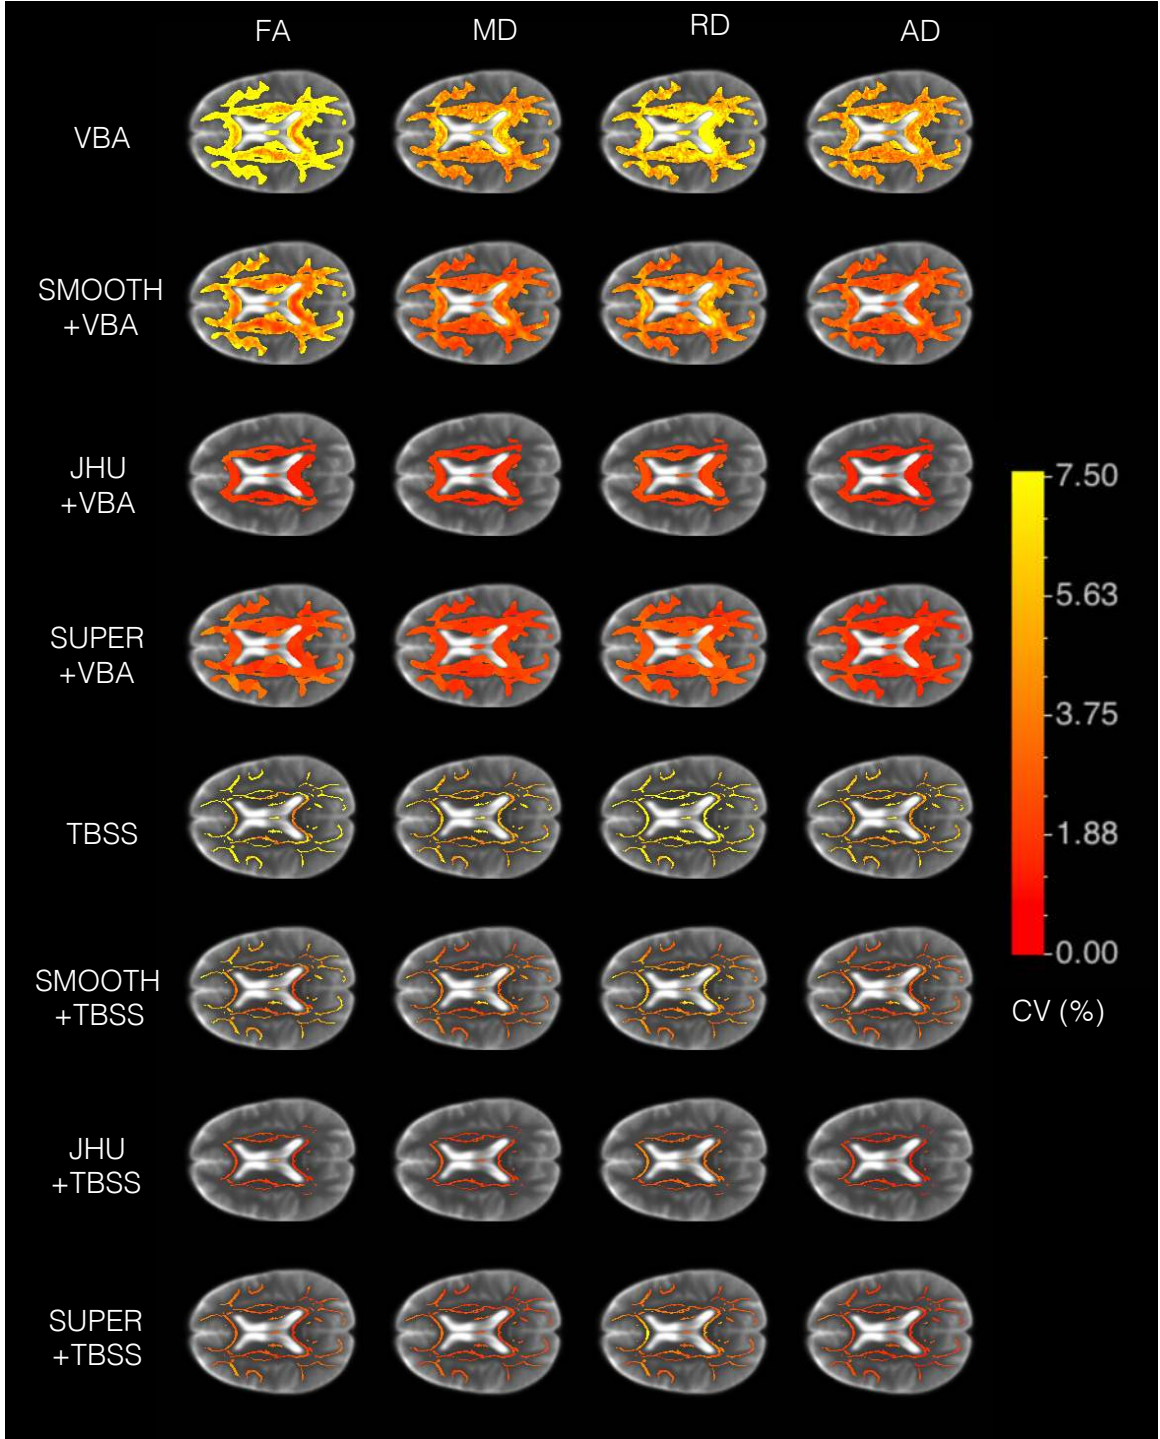 FA MD RD AD
VBA
SMOOTH
+VBA
JHU
+VBA
SUPER
+VBA
TBSS
SMOOTH
+TBSS
JHU
+TBSS
SUPER
+TBSS
7.50
5.63
3.75
1.88
0.00
CV (%)